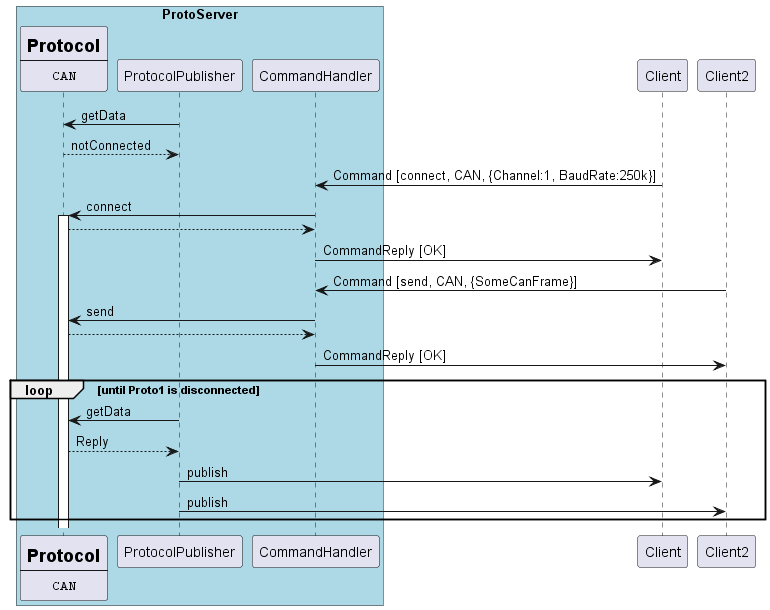 ProtoServer
Protocol
CAN
ProtocolPublisher
CommandHandler
Client
Client2
getData
notConnected
Command [connect, CAN, {Channel:1, BaudRate:250k}]
connect
CommandReply [OK]
Command [send, CAN, {SomeCanFrame}]
send
CommandReply [OK]
loop
[until Proto1 is disconnected]
getData
Reply
publish
publish
Protocol
CAN
ProtocolPublisher
CommandHandler
Client
Client2